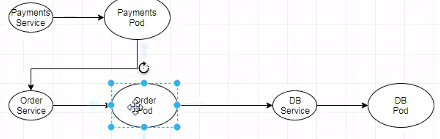 Payments
Service
Payments
Pod
Order
Service
Order
Pod
DB
Service
DB
Pod